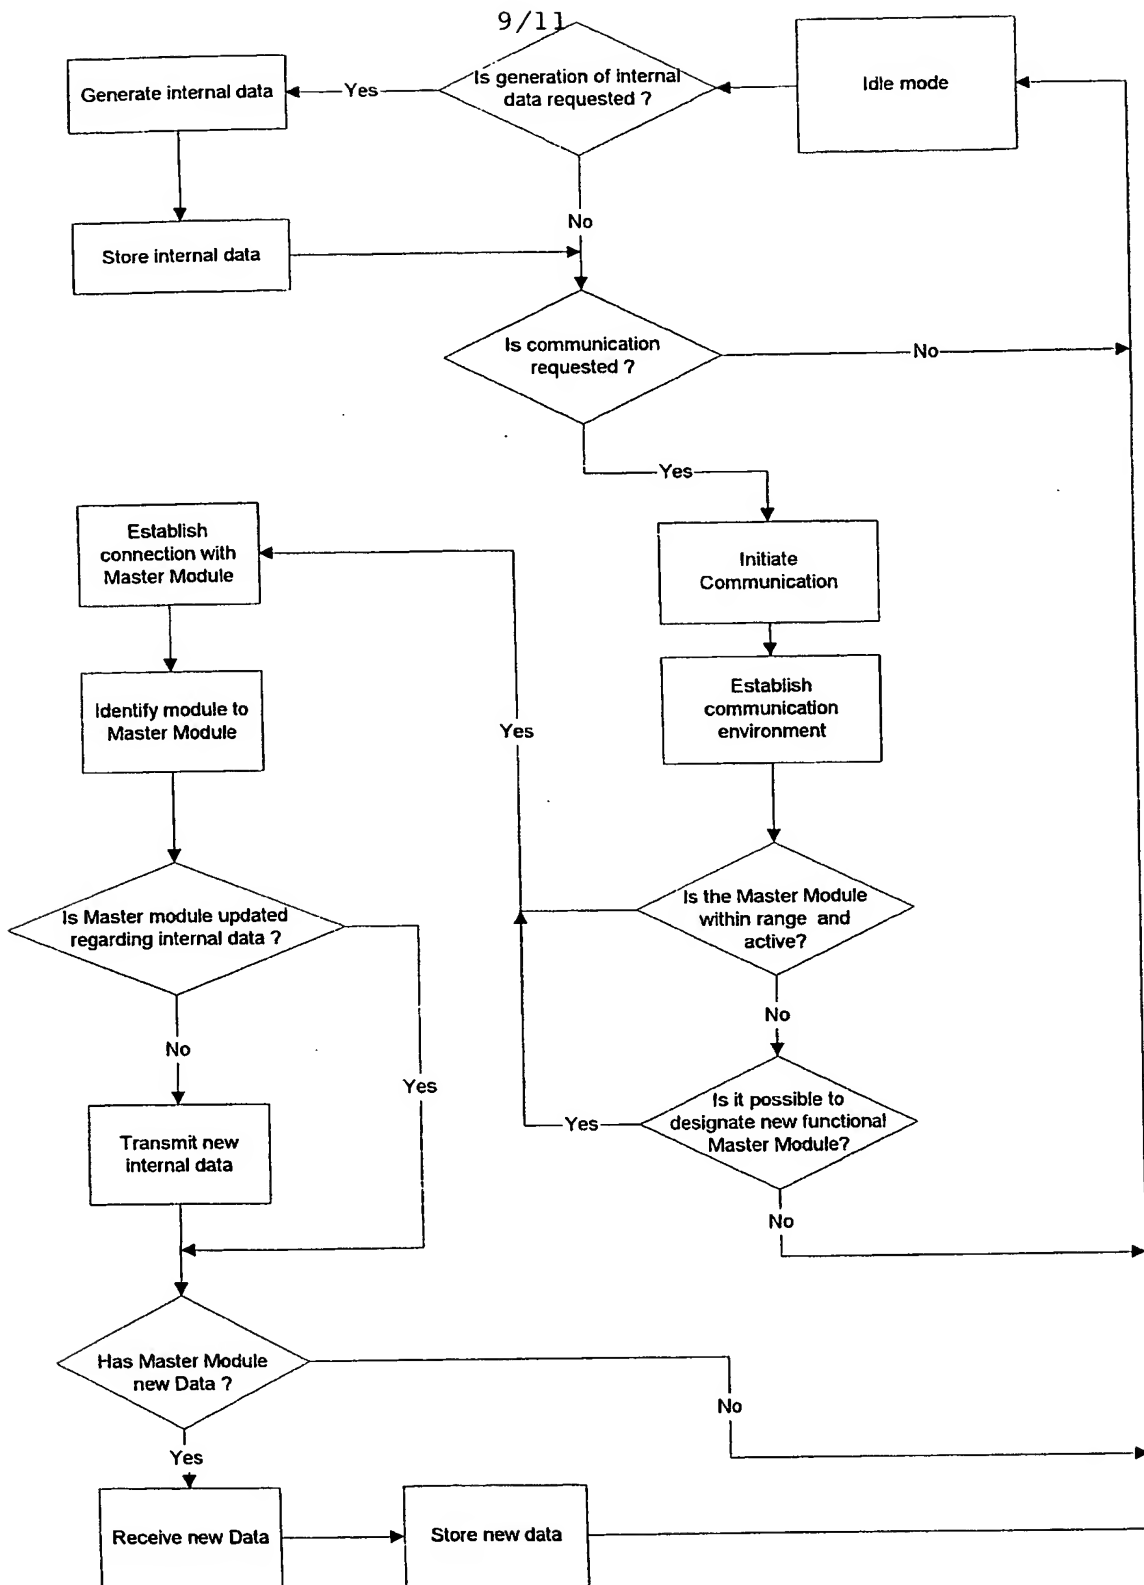 9/11
Is generation of internal
data requested ?
Idle mode
Yes
Generate internal data
No
Store internal data
Is communication
requested ?
No
Yes
Initiate
Communication
Establish
communication
environment
Establish
connection with
Master Module
Identify module to
Master Module
Yes
Is the Master Module
within range and
active?
Is Master module updated
regarding internal data ?
No
No
Yes
Is it possible to
designate new functional
Master Module?
Yes
Transmit new
internal data
No
Has Master Module
new Data ?
No
Yes
Receive new Data
Store new data